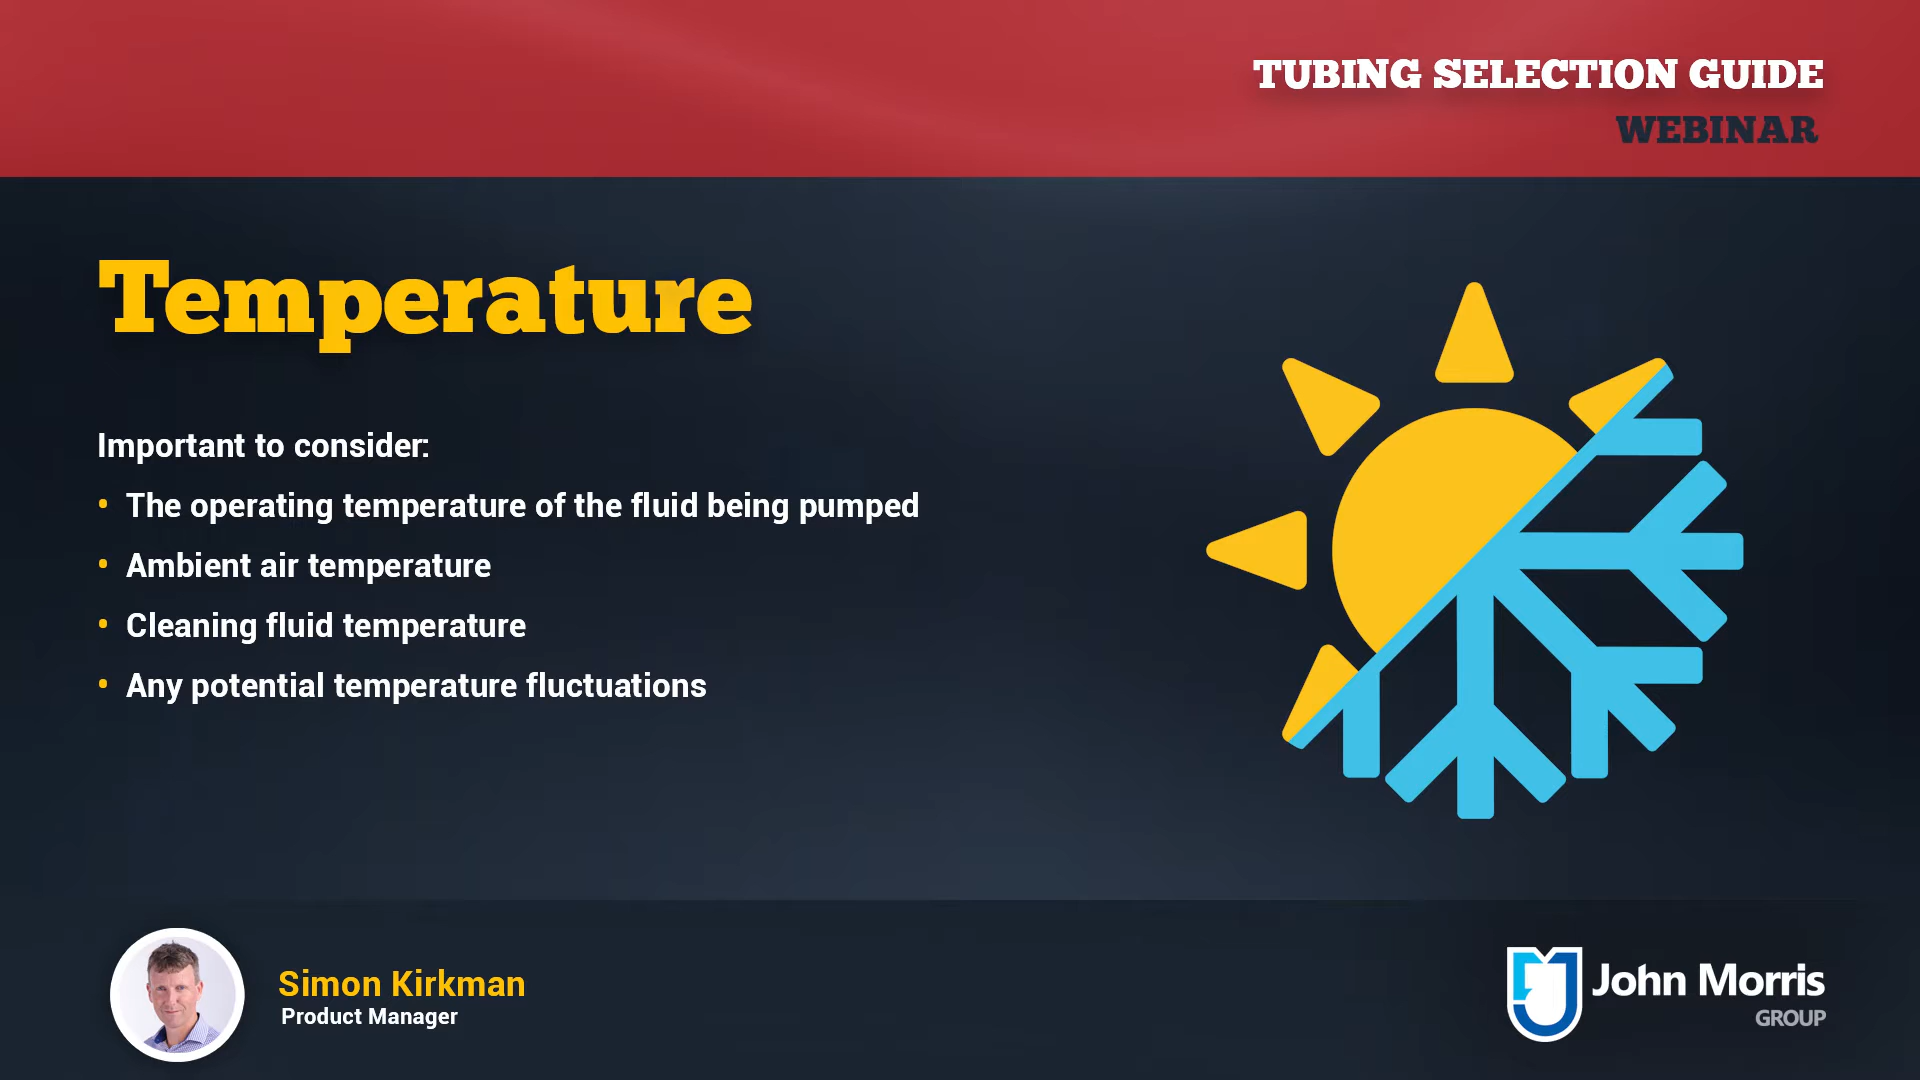 TUBING SELECTION GUIDE
WEBINAR
Temperature
Important to consider:
• The operating temperature of the fluid being pumped
• Ambient air temperature
• Cleaning fluid temperature
• Any potential temperature fluctuations
Simon Kirkman
Product Manager
John Morris
GROUP